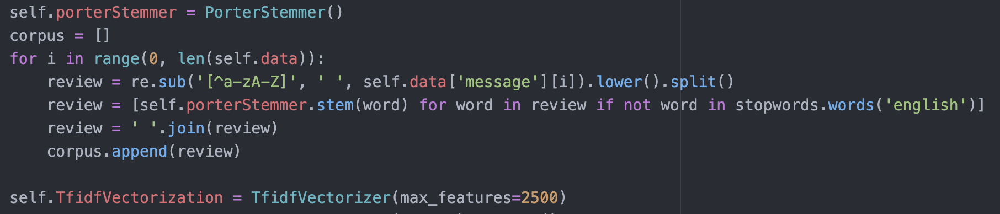 self.porterStemmer = PorterStemmer()
corpus = []
for i in range(0, len(self.data)):
    review = re.sub('[^a-zA-Z]', ' ', self.data['message'][i]).lower().split()
    review = [self.porterStemmer.stem(word) for word in review if not word in stopwords.words('english')]
    review = ' '.join(review)
    corpus.append(review)

self.TfidfVectorization = TfidfVectorizer(max_features=2500)